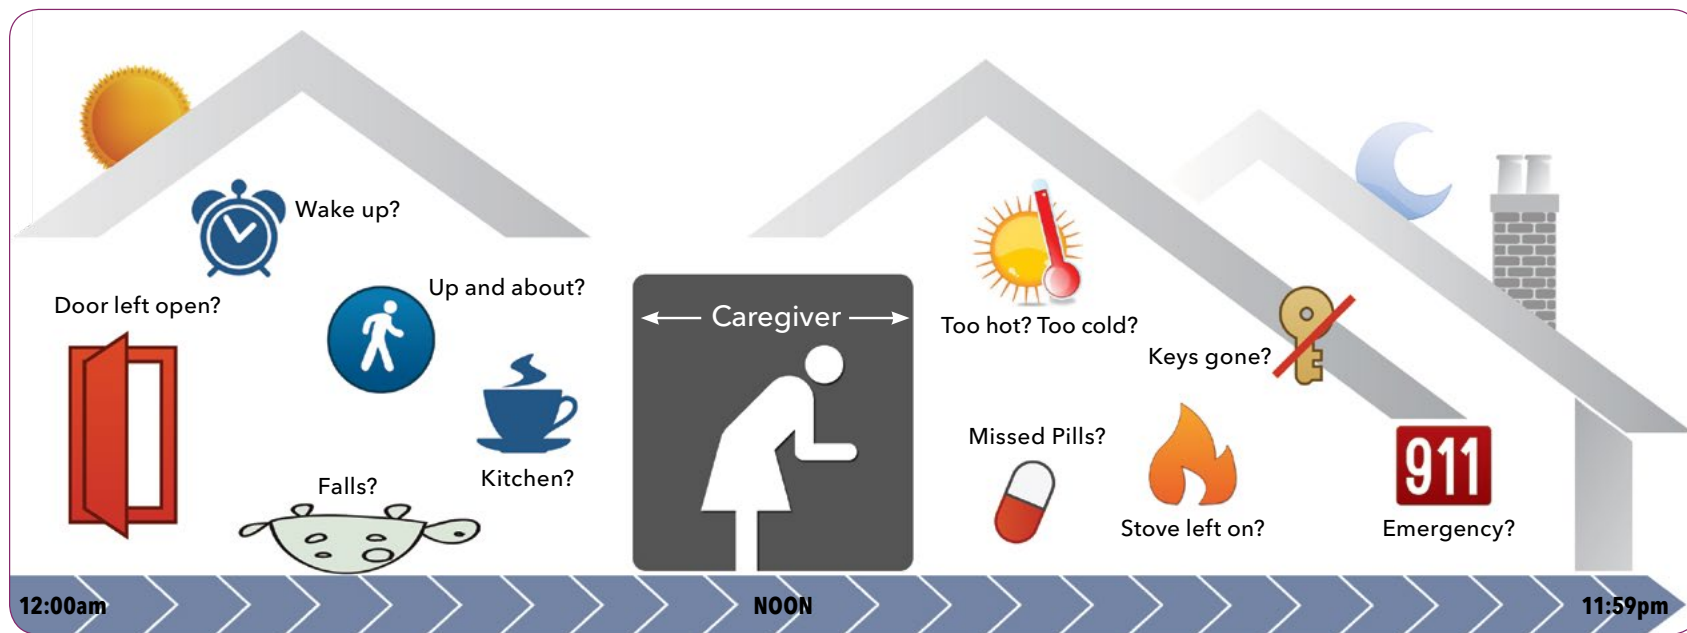 Wake up?
Door left open?
Up and about?
Kitchen?
Falls?
Caregiver
Too hot? Too cold?
Keys gone?
Missed Pills?
Stove left on?
911
Emergency?
12:00am
NOON
11:59pm